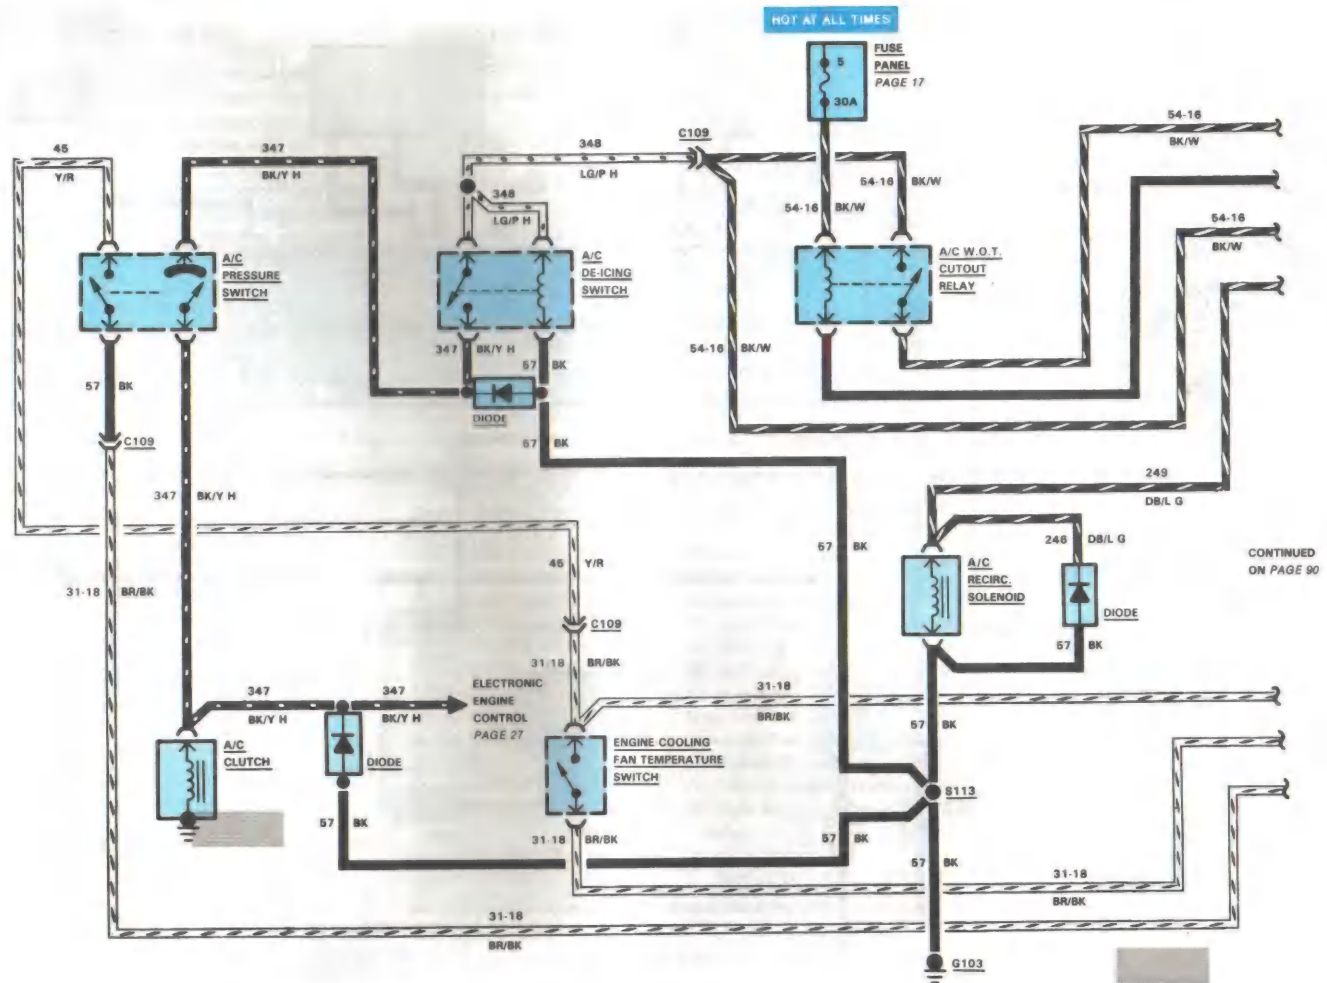 HOT AT ALL TIMES
5
30A
FUSE
PANEL
PAGE 17
45
Y/R
347
BK/Y H
348
LG/P H
C109
54-16
BK/W
348
LG/P H
54-16
BK/W
54-16
BK/W
54-16
BK/W
A/C
PRESSURE
SWITCH
A/C
DE-ICING
SWITCH
A/C W.O.T.
CUTOUT
RELAY
347
BK/Y H
57
BK
54-16
BK/W
57
BK
DIODE
57
BK
C109
347
BK/Y H
249
DB/L G
57
BK
246
DB/L G
A/C
RECIRC.
SOLENOID
DIODE
CONTINUED
ON PAGE 90
45
Y/R
31-18
BR/BK
C109
57
BK
31-18
BR/BK
347
BK/Y H
347
BK/Y H
ELECTRONIC
ENGINE
CONTROL
PAGE 27
31-18
BR/BK
57
BK
A/C
CLUTCH
DIODE
ENGINE COOLING
FAN TEMPERATURE
SWITCH
S113
57
BK
31-18
BR/BK
57
BK
57
BK
31-18
BR/BK
31-18
BR/BK
G103